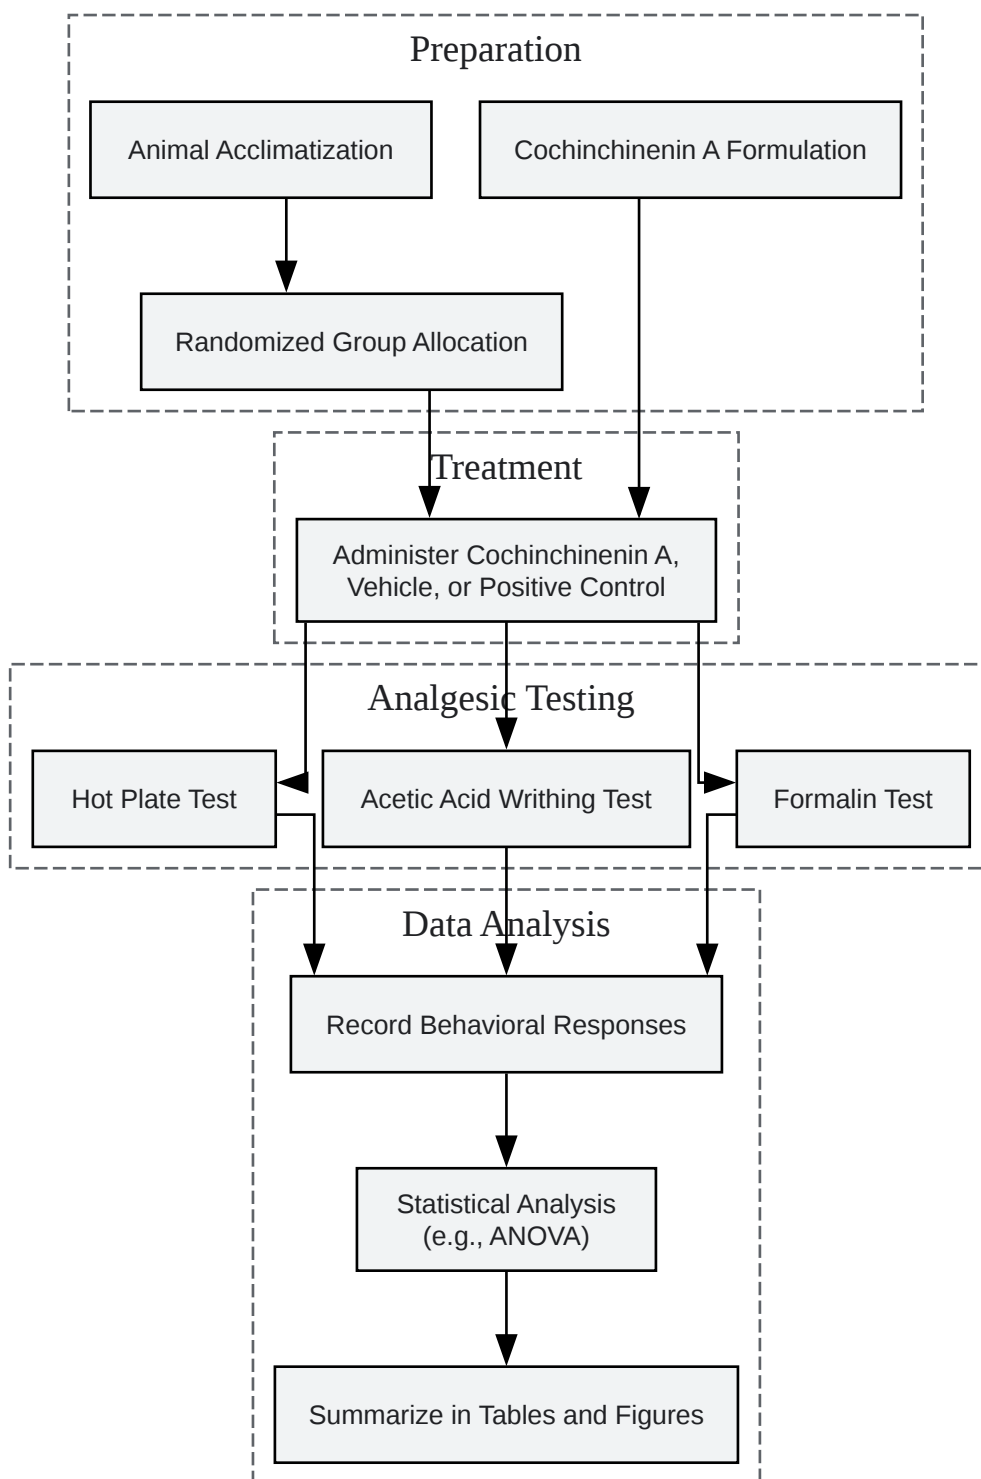 Preparation
Animal Acclimatization
Cochinchinenin A Formulation
Randomized Group Allocation
Treatment
Administer Cochinchinenin A,
Vehicle, or Positive Control
Analgesic Testing
Hot Plate Test
Acetic Acid Writhing Test
Formalin Test
Data Analysis
Record Behavioral Responses
Statistical Analysis
(e.g., ANOVA)
Summarize in Tables and Figures